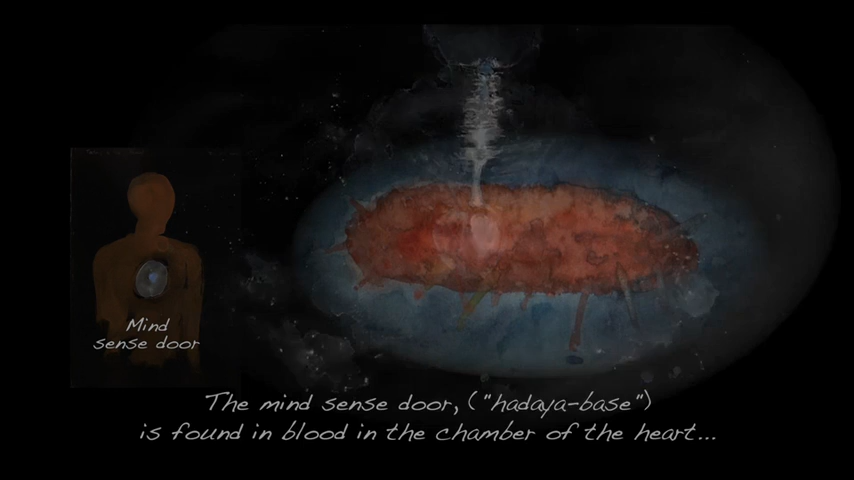 Mind
sense door
The mind sense door, ("hadaya-base")
is found in blood in the chamber of the heart...